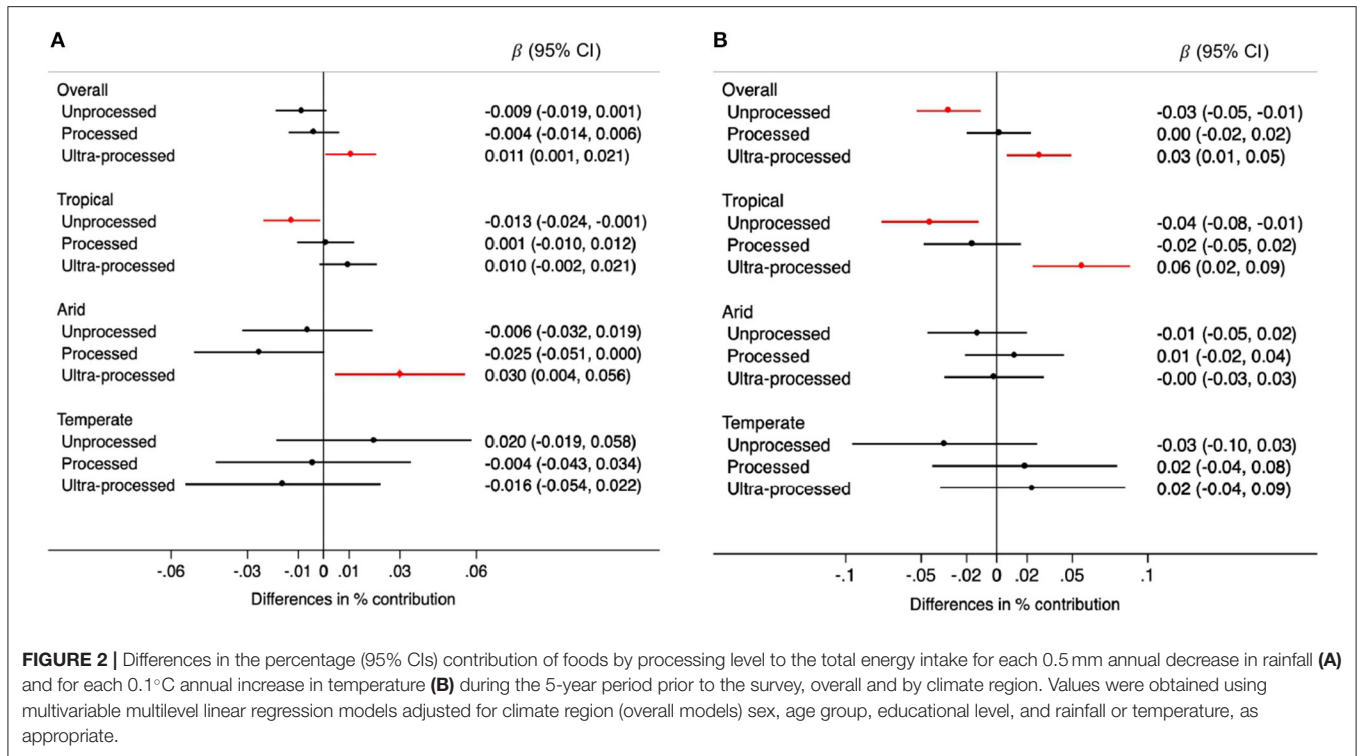 A
β (95% CI)
Overall
Unprocessed -0.009 (-0.019, 0.001)
Processed -0.004 (-0.014, 0.006)
Ultra-processed 0.011 (0.001, 0.021)
Tropical
Unprocessed -0.013 (-0.024, -0.001)
Processed 0.001 (-0.010, 0.012)
Ultra-processed 0.010 (-0.002, 0.021)
Arid
Unprocessed -0.006 (-0.032, 0.019)
Processed -0.025 (-0.051, 0.000)
Ultra-processed 0.030 (0.004, 0.056)
Temperate
Unprocessed 0.020 (-0.019, 0.058)
Processed -0.004 (-0.043, 0.034)
Ultra-processed -0.016 (-0.054, 0.022)
-.06 -.03 -.01 0 .01 .03 .06
Differences in % contribution
B
β (95% CI)
Overall
Unprocessed -0.03 (-0.05, -0.01)
Processed 0.00 (-0.02, 0.02)
Ultra-processed 0.03 (0.01, 0.05)
Tropical
Unprocessed -0.04 (-0.08, -0.01)
Processed -0.02 (-0.05, 0.02)
Ultra-processed 0.06 (0.02, 0.09)
Arid
Unprocessed -0.01 (-0.05, 0.02)
Processed 0.01 (-0.02, 0.04)
Ultra-processed -0.00 (-0.03, 0.03)
Temperate
Unprocessed -0.03 (-0.10, 0.03)
Processed 0.02 (-0.04, 0.08)
Ultra-processed 0.02 (-0.04, 0.09)
-.1 -.05 -.02 0 .02 .05 .1
Differences in % contribution
FIGURE 2 | Differences in the percentage (95% CIs) contribution of foods by processing level to the total energy intake for each 0.5 mm annual decrease in rainfall (A)
and for each 0.1°C annual increase in temperature (B) during the 5-year period prior to the survey, overall and by climate region. Values were obtained using
multivariable multilevel linear regression models adjusted for climate region (overall models) sex, age group, educational level, and rainfall or temperature, as
appropriate.